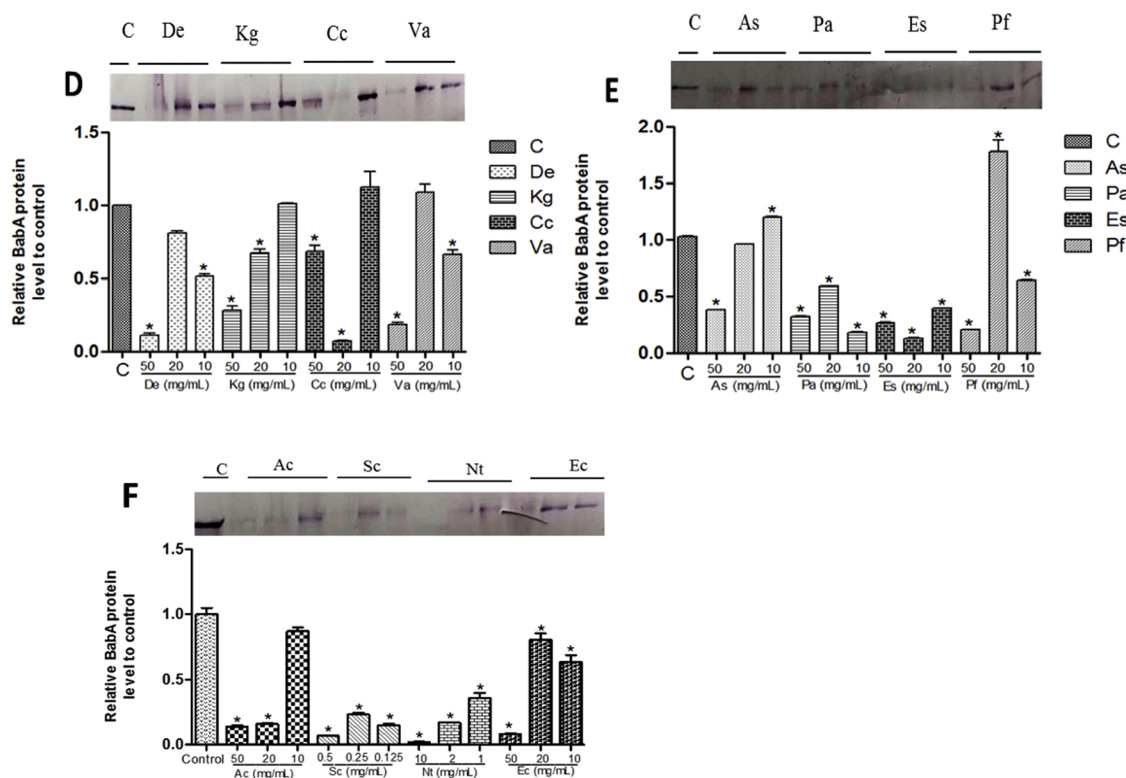 C De Kg Cc Va
D
Relative BabA protein
level to control
1.5
1.0
0.5
0.0
* * * * * * * *
C
50 20 10 50 20 10 50 20 10 50 20 10
De (mg/mL) Kg (mg/mL) Cc (mg/mL) Va (mg/mL)
C
De
Kg
Cc
Va
C As Pa Es Pf
E
Relative BabA protein
level to control
2.0
1.5
1.0
0.5
0.0
* * * * * * * * * * *
C
50 20 10 50 20 10 50 20 10 50 20 10
As (mg/mL) Pa (mg/mL) Es (mg/mL) Pf (mg/mL)
C
As
Pa
Es
Pf
C Ac Sc Nt Ec
F
Relative BabA protein
level to control
1.5
1.0
0.5
0.0
* * * * * * * * * * *
Control
50 20 10 0.5 0.25 0.125 10 2 1 50 20 10
Ac (mg/mL) Sc (mg/mL) Nt (mg/mL) Ec (mg/mL)